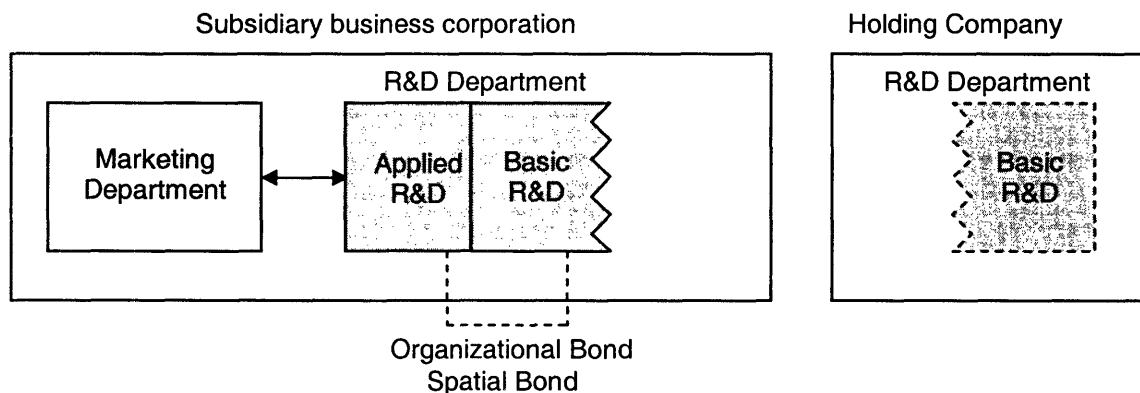 Subsidiary business corporation
Holding Company
R&D Department
R&D Department
Marketing
Department
Applied
R&D
Basic
R&D
Basic
R&D
Organizational Bond
Spatial Bond